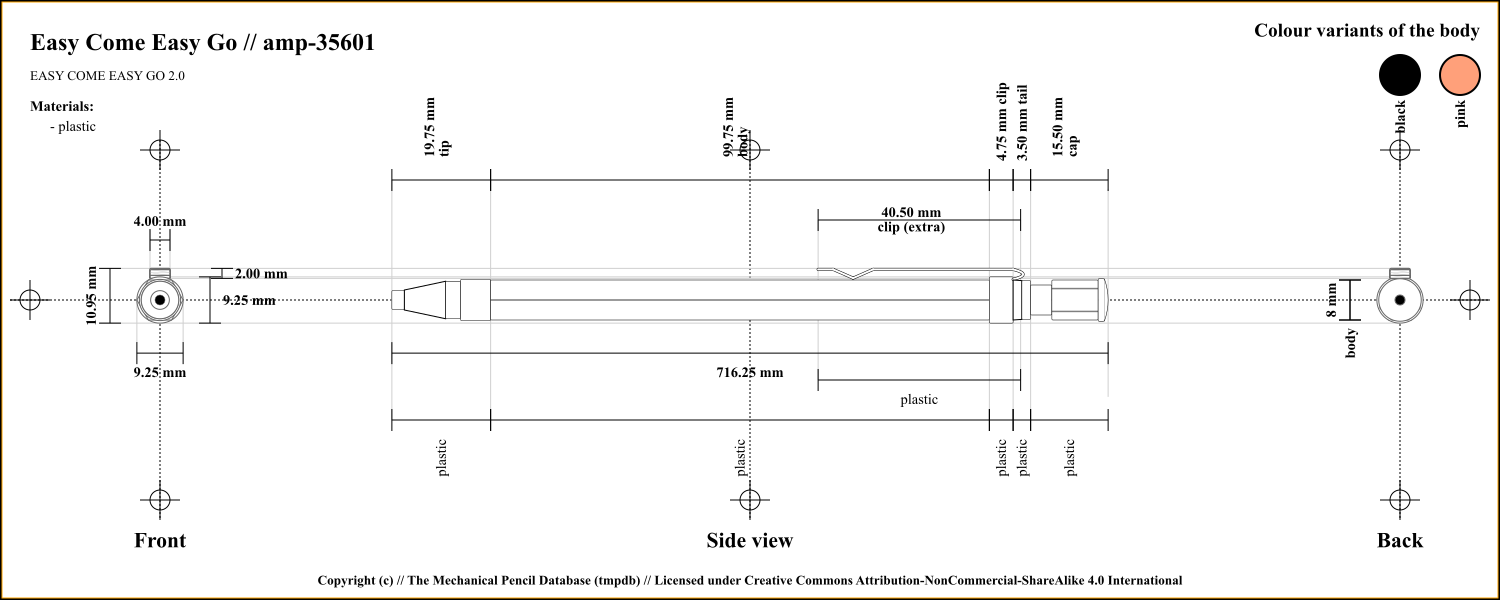 Easy Come Easy Go // amp-35601
Colour variants of the body
EASY COME EASY GO 2.0
Materials:
- plastic
black
pink
19.75 mm
tip
99.75 mm
body
4.75 mm clip
3.50 mm tail
15.50 mm
cap
40.50 mm
clip (extra)
4.00 mm
2.00 mm
9.25 mm
10.95 mm
9.25 mm
8 mm
body
716.25 mm
plastic
plastic
plastic
plastic
plastic
plastic
Front
Side view
Back
Copyright (c) // The Mechanical Pencil Database (tmpdb) // Licensed under Creative Commons Attribution-NonCommercial-ShareAlike 4.0 International